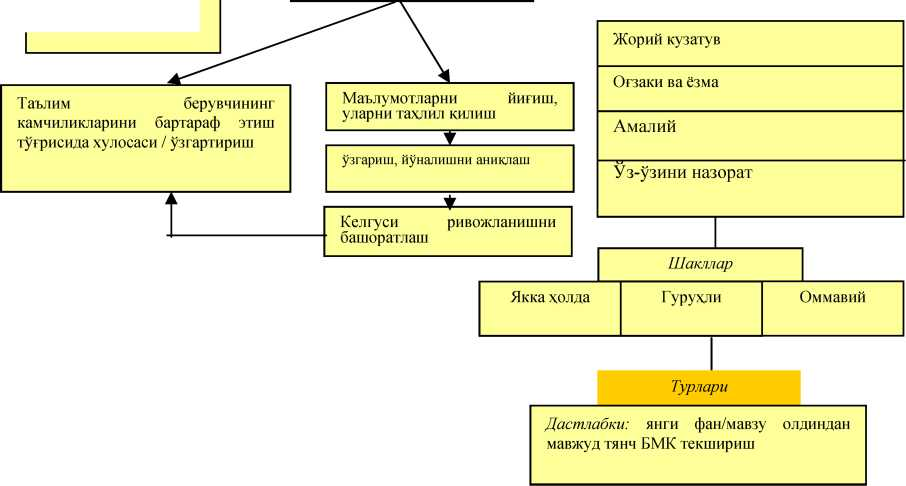 Таълим берувчининг
камчиликларини бартараф этиш
тўғрисида хулосаси / ўзгартириш
Маълумотларни йиғиш,
уларни таҳлил килиш
ўзгариш, йўналишни аниқлаш
Келгуси ривожланишни
башоратлаш
Жорий кузатув
Оғзаки ва ёзма
Амалий
Ўз-ўзини назорат
Шакллар
Якка ҳолда
Гуруҳли
Оммавий
Турлари
Дастлабки: янги фан/мавзу олдиндан
мавжуд тянч БМК текшириш